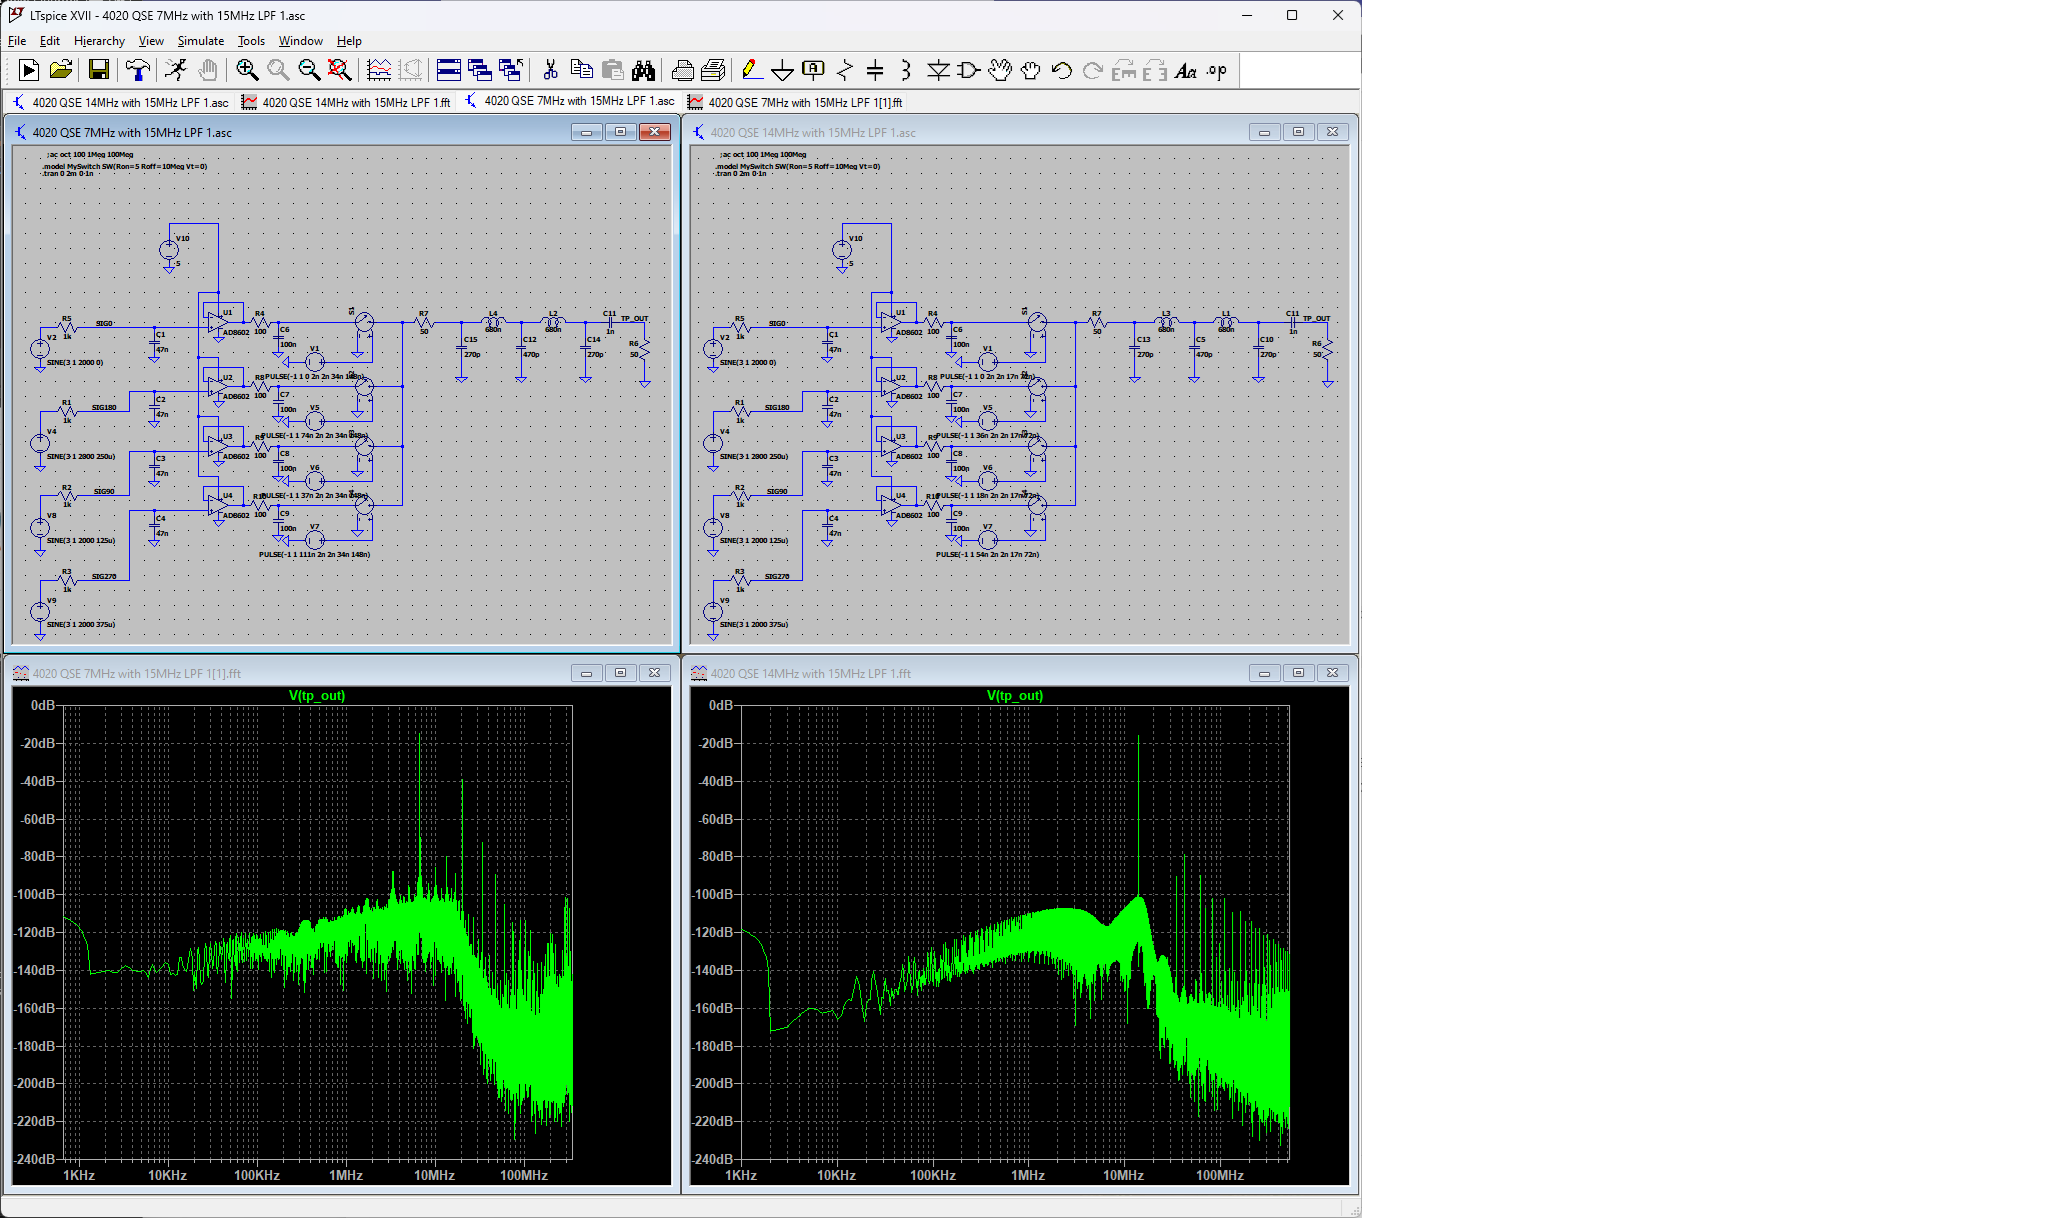 LTspice XVII - 4020 QSE 7MHz with 15MHz LPF 1.asc
File Edit Hierarchy View Simulate Tools Window Help
4020 QSE 14MHz with 15MHz LPF 1.asc
4020 QSE 14MHz with 15MHz LPF 1.fft
4020 QSE 7MHz with 15MHz LPF 1.asc
4020 QSE 7MHz with 15MHz LPF 1[1].fft
4020 QSE 7MHz with 15MHz LPF 1.asc
;ac oct 100 1Meg 100Meg
.model MySwitch SW(Ron=5 Roff=10Meg Vt=0)
.tran 0 2m 0 1n
V10
5
R5
1k
SIG0
V2
SINE(3 1 2000 0)
C1
47n
U1
AD8602
R4
100
C6
100n
V1
PULSE(-1 1 0 2n 2n 34n 148n)
S1
R7
50
C15
270p
L4
680n
C12
470p
L2
680n
C14
270p
C11
1n
TP_OUT
R6
50
R1
1k
SIG180
V4
SINE(3 1 2000 250u)
C2
47n
U2
AD8602
R8
100
C7
100n
V5
PULSE(-1 1 74n 2n 2n 34n 148n)
R2
1k
SIG90
V8
SINE(3 1 2000 125u)
C3
47n
U3
AD8602
R9
100
C8
100n
V6
PULSE(-1 1 37n 2n 2n 34n 148n)
R3
1k
SIG270
V9
SINE(3 1 2000 375u)
C4
47n
U4
AD8602
R10
100
C9
100n
V7
PULSE(-1 1 111n 2n 2n 34n 148n)
4020 QSE 14MHz with 15MHz LPF 1.asc
;ac oct 100 1Meg 100Meg
.model MySwitch SW(Ron=5 Roff=10Meg Vt=0)
.tran 0 2m 0 1n
V10
5
R5
1k
SIG0
V2
SINE(3 1 2000 0)
C1
47n
U1
AD8602
R4
100
C6
100n
V1
PULSE(-1 1 0 2n 2n 17n 72n)
S1
R7
50
C13
270p
L3
680n
C5
470p
L1
680n
C10
270p
C11
1n
TP_OUT
R6
50
R1
1k
SIG180
V4
SINE(3 1 2000 250u)
C2
47n
U2
AD8602
R8
100
C7
100n
V5
PULSE(-1 1 36n 2n 2n 17n 72n)
R2
1k
SIG90
V8
SINE(3 1 2000 125u)
C3
47n
U3
AD8602
R9
100
C8
100n
V6
PULSE(-1 1 18n 2n 2n 17n 72n)
R3
1k
SIG270
V9
SINE(3 1 2000 375u)
C4
47n
U4
AD8602
R10
100
C9
100n
V7
PULSE(-1 1 54n 2n 2n 17n 72n)
4020 QSE 7MHz with 15MHz LPF 1[1].fft
V(tp_out)
0dB
-20dB
-40dB
-60dB
-80dB
-100dB
-120dB
-140dB
-160dB
-180dB
-200dB
-220dB
-240dB
1KHz 10KHz 100KHz 1MHz 10MHz 100MHz
4020 QSE 14MHz with 15MHz LPF 1.fft
V(tp_out)
0dB
-20dB
-40dB
-60dB
-80dB
-100dB
-120dB
-140dB
-160dB
-180dB
-200dB
-220dB
-240dB
1KHz 10KHz 100KHz 1MHz 10MHz 100MHz